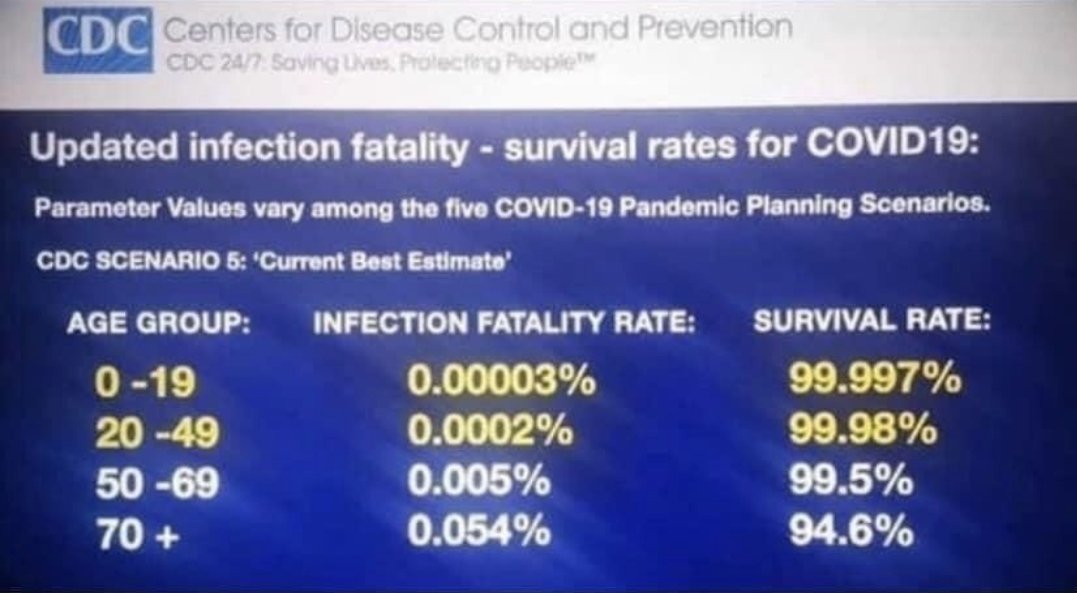 CDC Centers for Disease Control and Prevention
CDC 24/7: Saving Lives, Protecting People™
Updated infection fatality - survival rates for COVID19:
Parameter Values vary among the five COVID-19 Pandemic Planning Scenarios.
CDC SCENARIO 5: 'Current Best Estimate'
AGE GROUP: INFECTION FATALITY RATE: SURVIVAL RATE:
0 -19 0.00003% 99.997%
20 -49 0.0002% 99.98%
50 -69 0.005% 99.5%
70 + 0.054% 94.6%